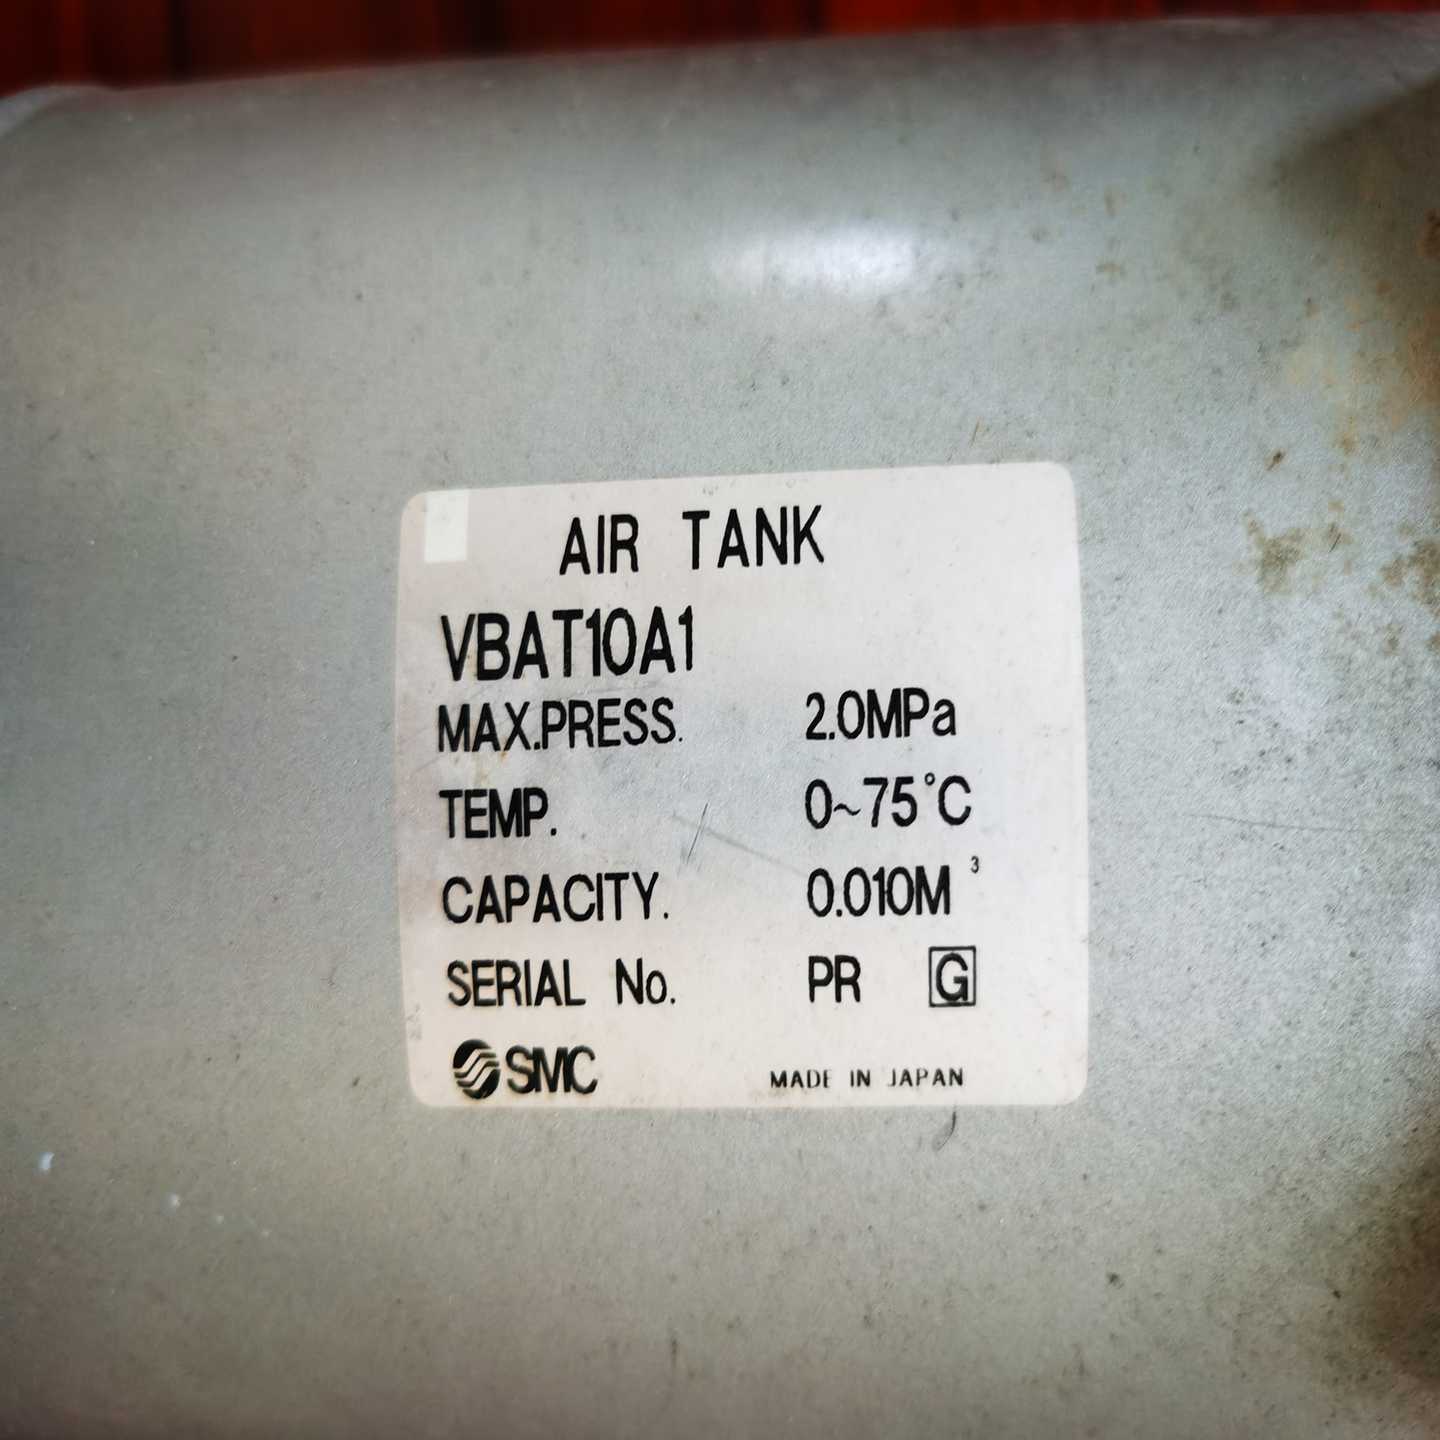 AIR TANK
VBAT10A1
MAX.PRESS. 2.0MPa
TEMP. 0~75°C
CAPACITY. 0.010M³
SERIAL No. PR G
SMC MADE IN JAPAN